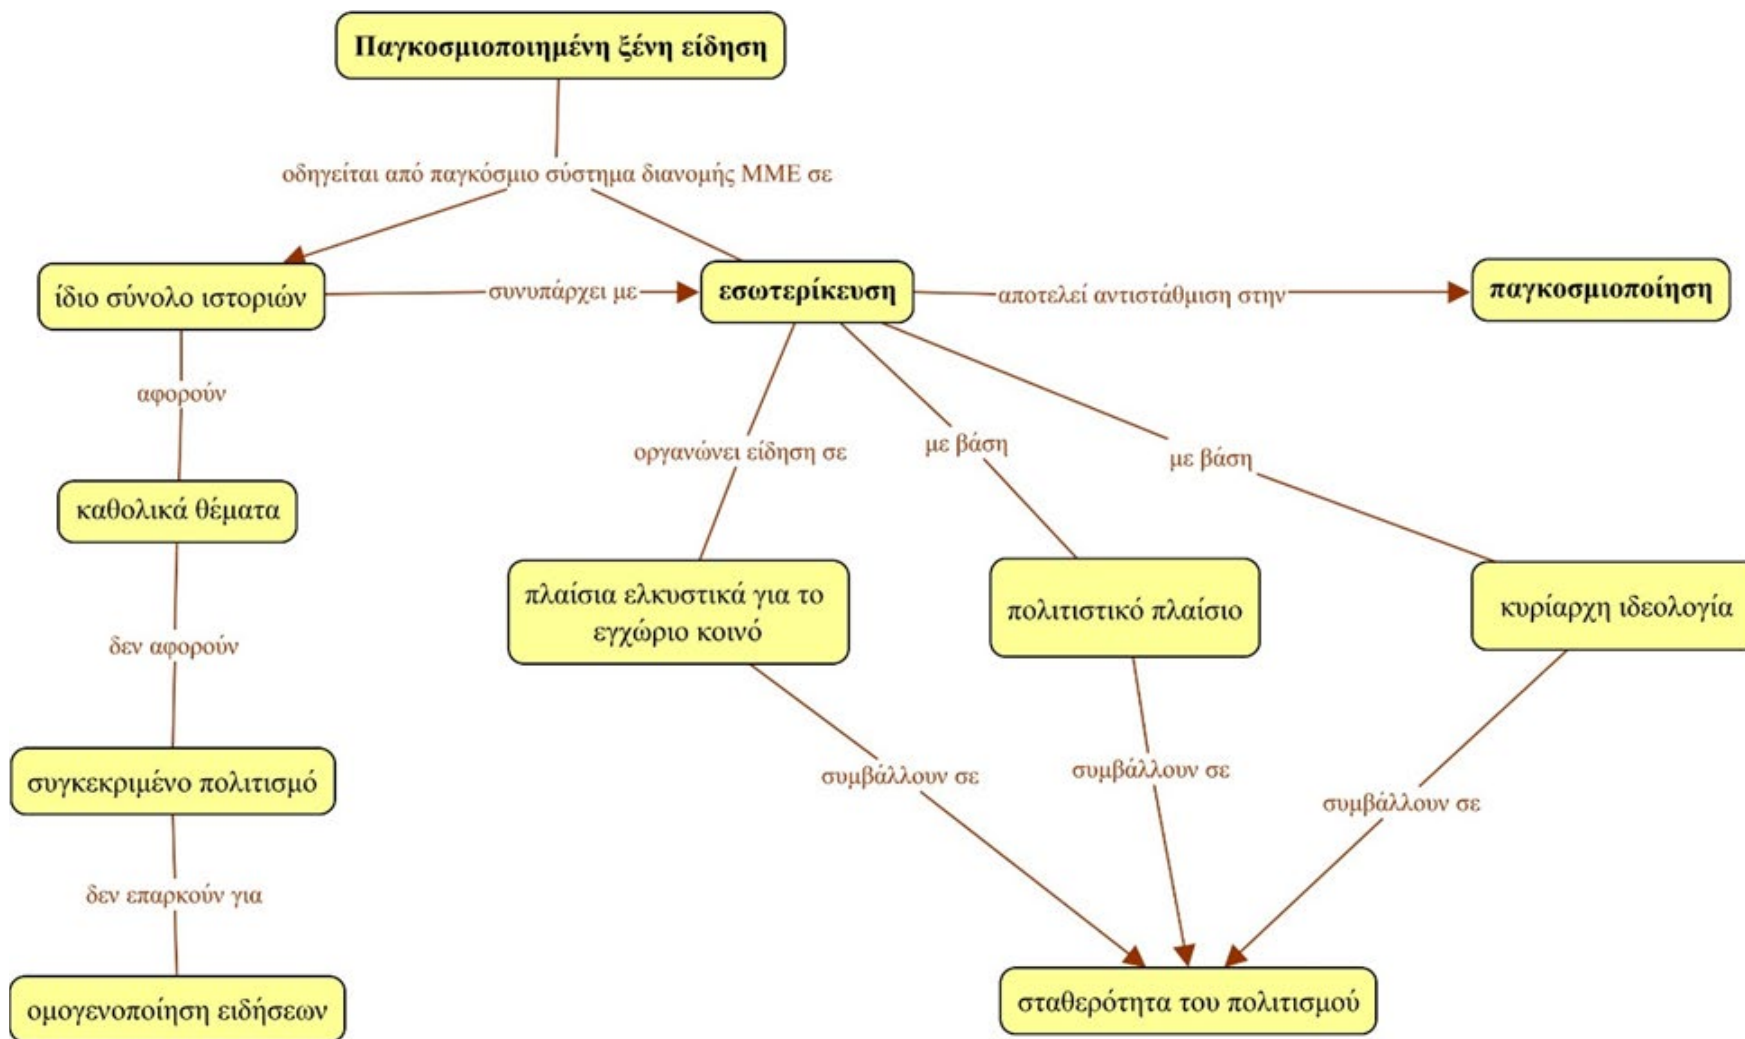 Παγκοσμιοποιημένη ξένη είδηση
οδηγείται από παγκόσμιο σύστημα διανομής ΜΜΕ σε
ίδιο σύνολο ιστοριών
συνυπάρχει με
εσωτερίκευση
αποτελεί αντιστάθμιση στην
παγκοσμιοποίηση
αφορούν
οργανώνει είδηση σε
με βάση
με βάση
καθολικά θέματα
πλαίσια ελκυστικά για το
εγχώριο κοινό
πολιτιστικό πλαίσιο
κυρίαρχη ιδεολογία
δεν αφορούν
συγκεκριμένο πολιτισμό
συμβάλλουν σε
συμβάλλουν σε
συμβάλλουν σε
δεν επαρκούν για
ομογενοποίηση ειδήσεων
σταθερότητα του πολιτισμού